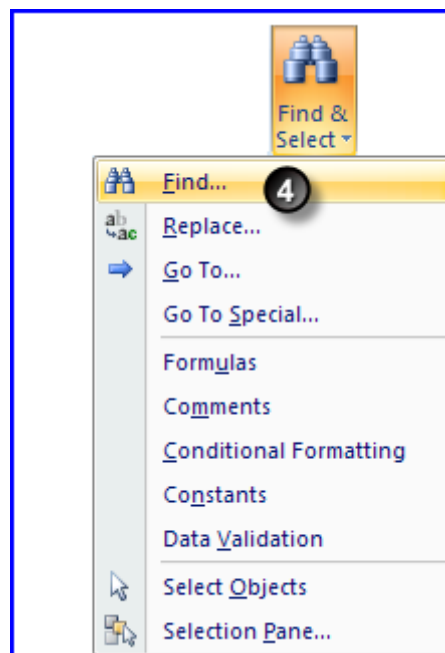 Find &
Select
Find...
4
Replace...
Go To...
Go To Special...
Formulas
Comments
Conditional Formatting
Constants
Data Validation
Select Objects
Selection Pane...